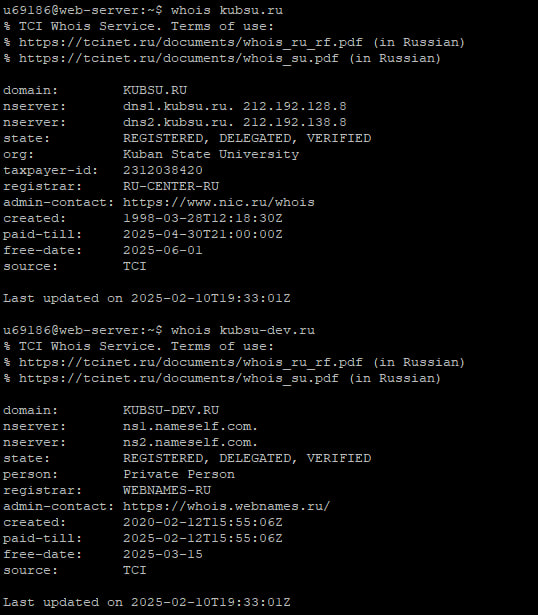 u69186@web-server:~$ whois kubsu.ru
% TCI Whois Service. Terms of use:
% https://tcinet.ru/documents/whois_ru_rf.pdf (in Russian)
% https://tcinet.ru/documents/whois_su.pdf (in Russian)

domain:        KUBSU.RU
nserver:       dns1.kubsu.ru. 212.192.128.8
nserver:       dns2.kubsu.ru. 212.192.138.8
state:         REGISTERED, DELEGATED, VERIFIED
org:           Kuban State University
taxpayer-id:   2312038420
registrar:     RU-CENTER-RU
admin-contact: https://www.nic.ru/whois
created:       1998-03-28T12:18:30Z
paid-till:     2025-04-30T21:00:00Z
free-date:     2025-06-01
source:        TCI

Last updated on 2025-02-10T19:33:01Z

u69186@web-server:~$ whois kubsu-dev.ru
% TCI Whois Service. Terms of use:
% https://tcinet.ru/documents/whois_ru_rf.pdf (in Russian)
% https://tcinet.ru/documents/whois_su.pdf (in Russian)

domain:        KUBSU-DEV.RU
nserver:       ns1.nameself.com.
nserver:       ns2.nameself.com.
state:         REGISTERED, DELEGATED, VERIFIED
person:        Private Person
registrar:     WEBNAMES-RU
admin-contact: https://whois.webnames.ru/
created:       2020-02-12T15:55:06Z
paid-till:     2025-02-12T15:55:06Z
free-date:     2025-03-15
source:        TCI

Last updated on 2025-02-10T19:33:01Z